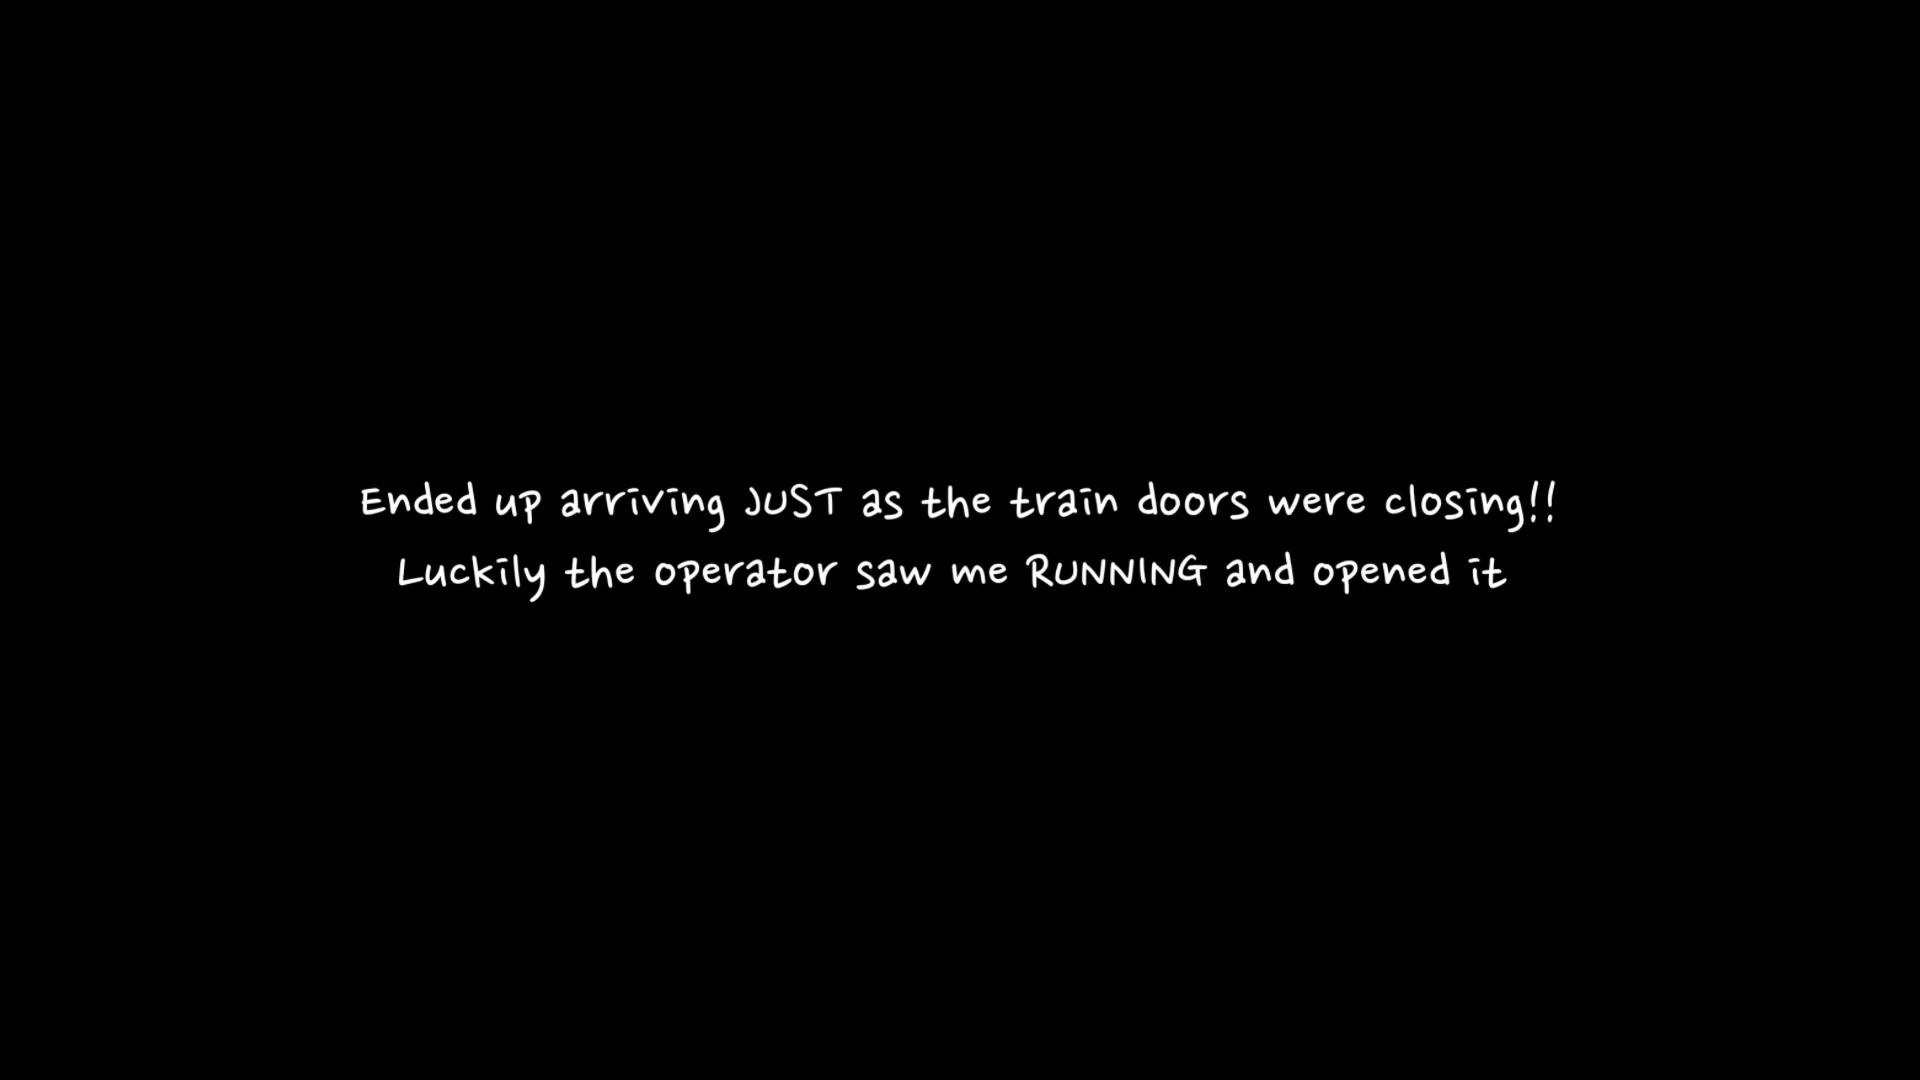 Ended up arriving JUST as the train doors were closing!!
Luckily the operator saw me RUNNING and opened it